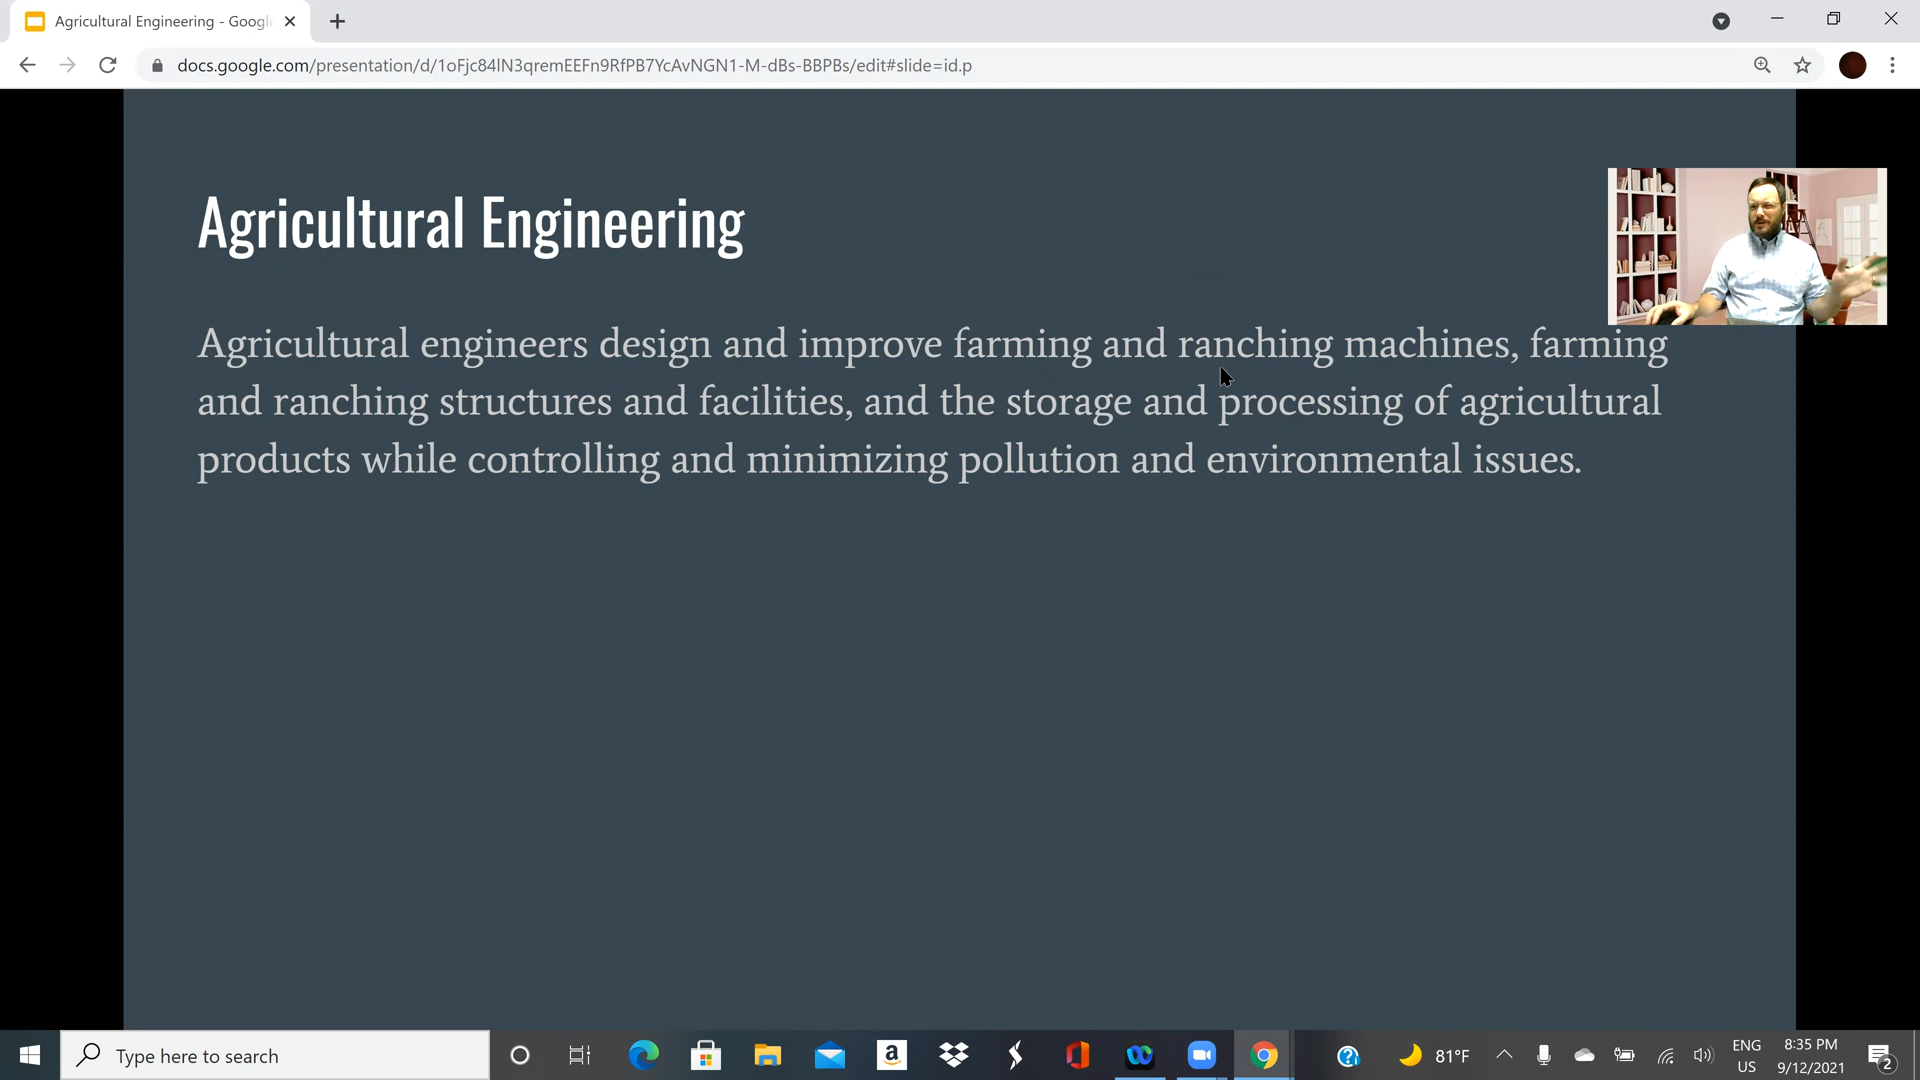 Agricultural Engineering - Google
docs.google.com/presentation/d/1oFjc84lN3qremEEFn9RfPB7YcAvNGN1-M-dBs-BBPBs/edit#slide=id.p
Agricultural Engineering
Agricultural engineers design and improve farming and ranching machines, farming
and ranching structures and facilities, and the storage and processing of agricultural
products while controlling and minimizing pollution and environmental issues.
Type here to search
81°F
ENG
US
8:35 PM
9/12/2021
2